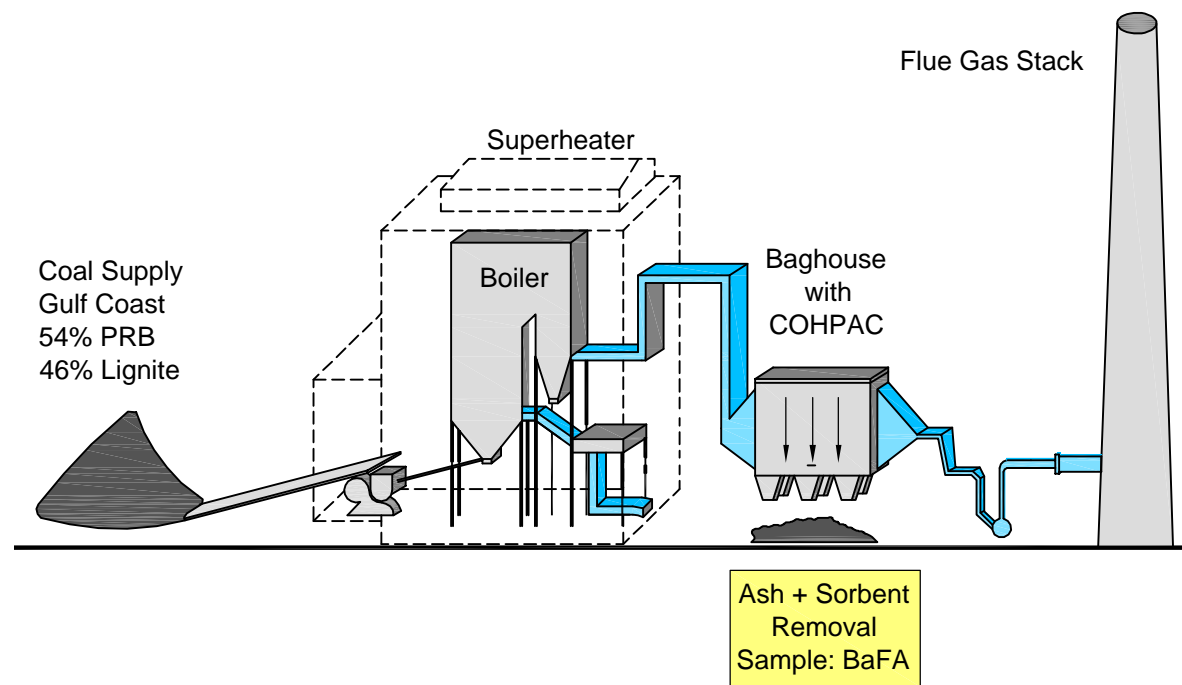 Flue Gas Stack
Superheater
Coal Supply
Gulf Coast
54% PRB
46% Lignite
Boiler
Baghouse
with
COHPAC
Ash + Sorbent
Removal
Sample: BaFA